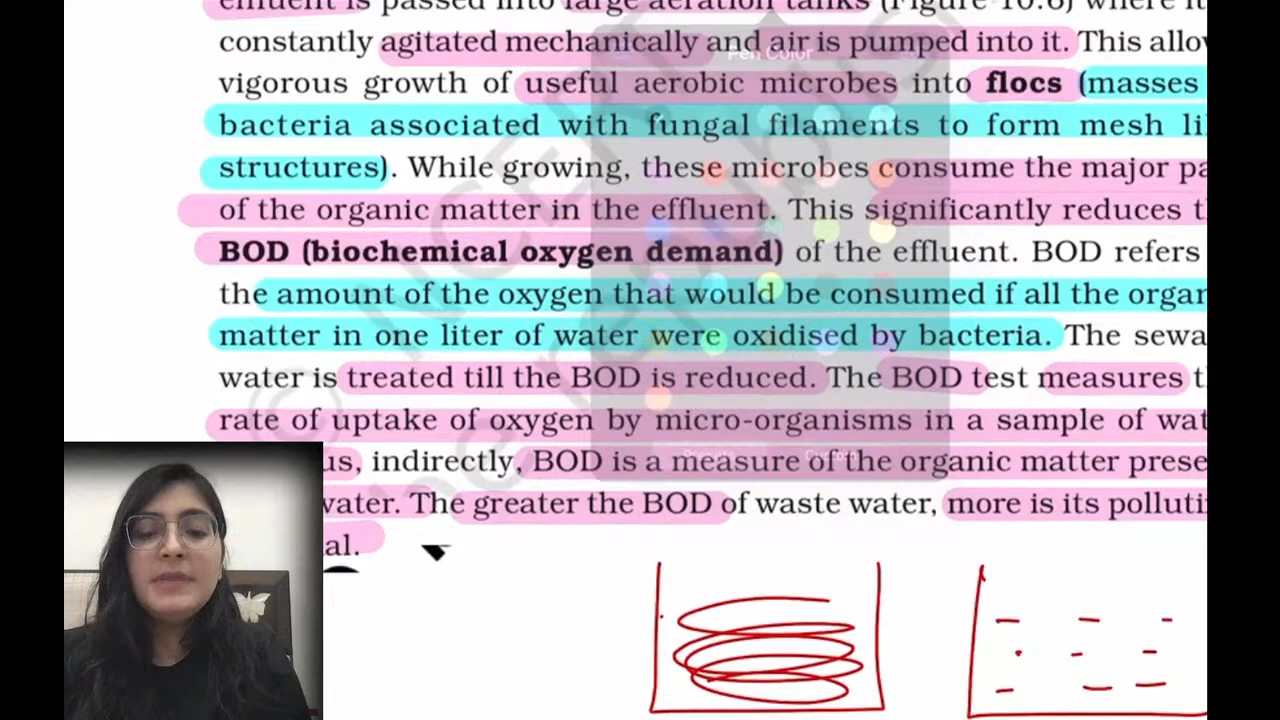 effluent is passed into large aeration tanks (Figure 10.6) where it
constantly agitated mechanically and air is pumped into it. This allo
vigorous growth of useful aerobic microbes into flocs (masses
bacteria associated with fungal filaments to form mesh li
structures). While growing, these microbes consume the major pa
of the organic matter in the effluent. This significantly reduces t
BOD (biochemical oxygen demand) of the effluent. BOD refers
the amount of the oxygen that would be consumed if all the organ
matter in one liter of water were oxidised by bacteria. The sewa
water is treated till the BOD is reduced. The BOD test measures t
rate of uptake of oxygen by micro-organisms in a sample of wat
us, indirectly, BOD is a measure of the organic matter prese
water. The greater the BOD of waste water, more is its polluti
al.
Pen Color
Presets Custom